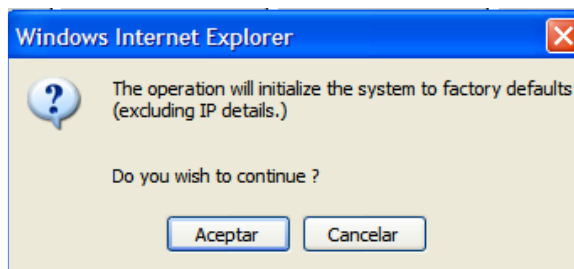 Windows Internet Explorer
The operation will initialize the system to factory defaults
(excluding IP details.)
Do you wish to continue ?
Aceptar
Cancelar